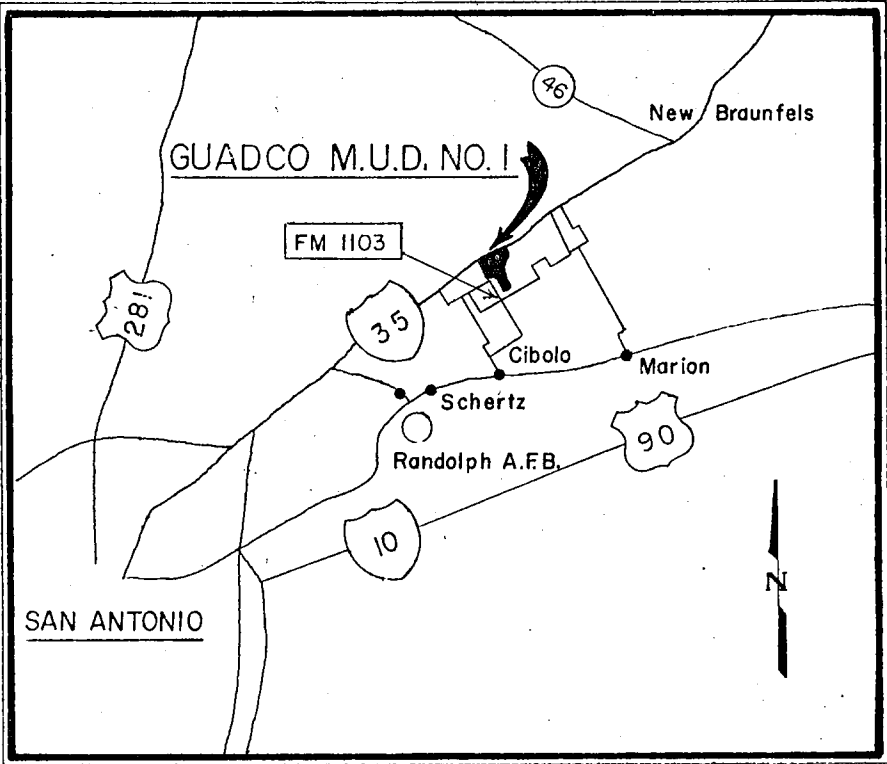 46
New Braunfels
GUADCO M.U.D. NO. 1
FM 1103
281
35
Cibolo
Marion
Schertz
90
Randolph A.F.B.
10
N
SAN ANTONIO